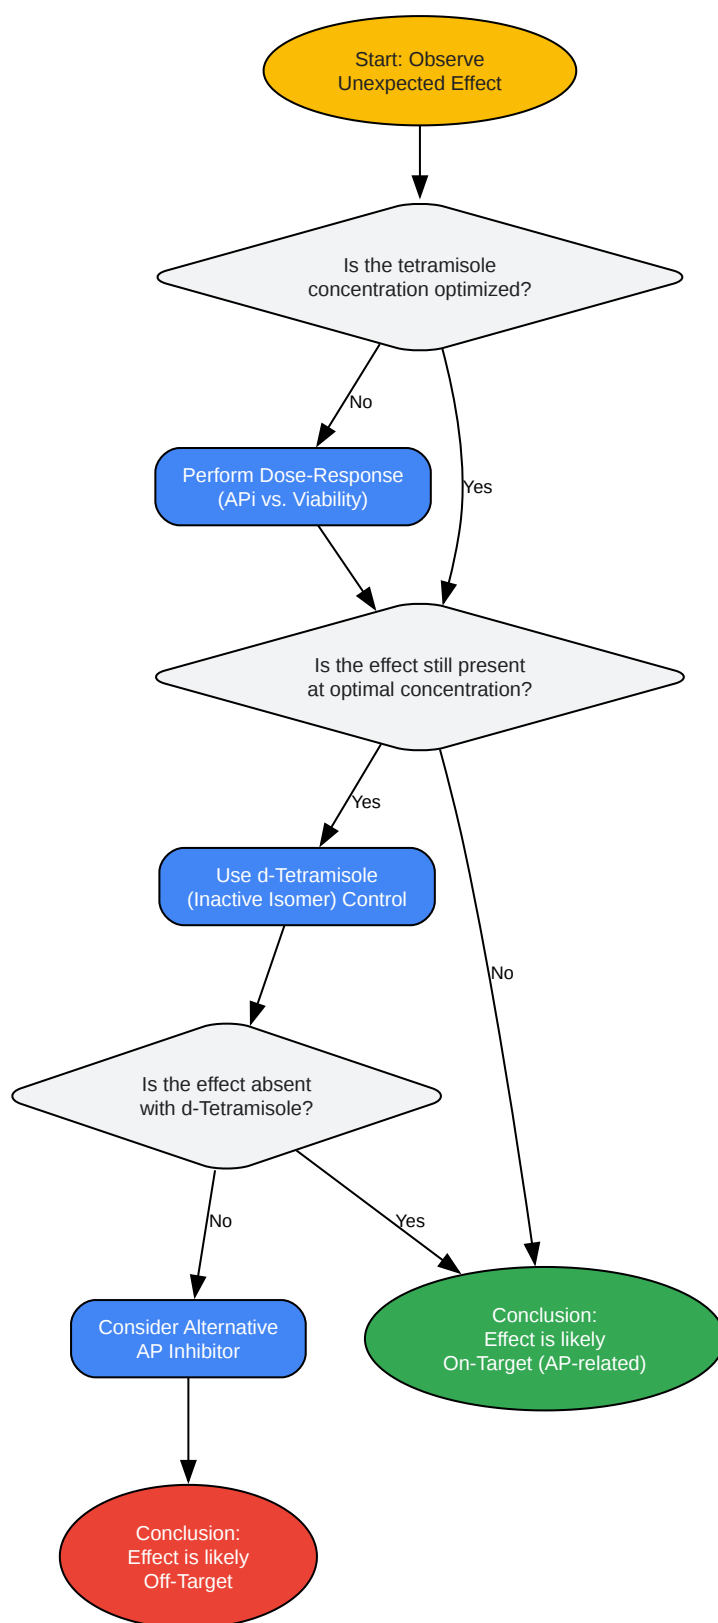 Start: Observe
Unexpected Effect
Is the tetramisole
concentration optimized?
No
Perform Dose-Response
(APi vs. Viability)
Yes
Is the effect still present
at optimal concentration?
Yes
Use d-Tetramisole
(Inactive Isomer) Control
No
Is the effect absent
with d-Tetramisole?
No
Yes
Consider Alternative
AP Inhibitor
Conclusion:
Effect is likely
On-Target (AP-related)
Conclusion:
Effect is likely
Off-Target